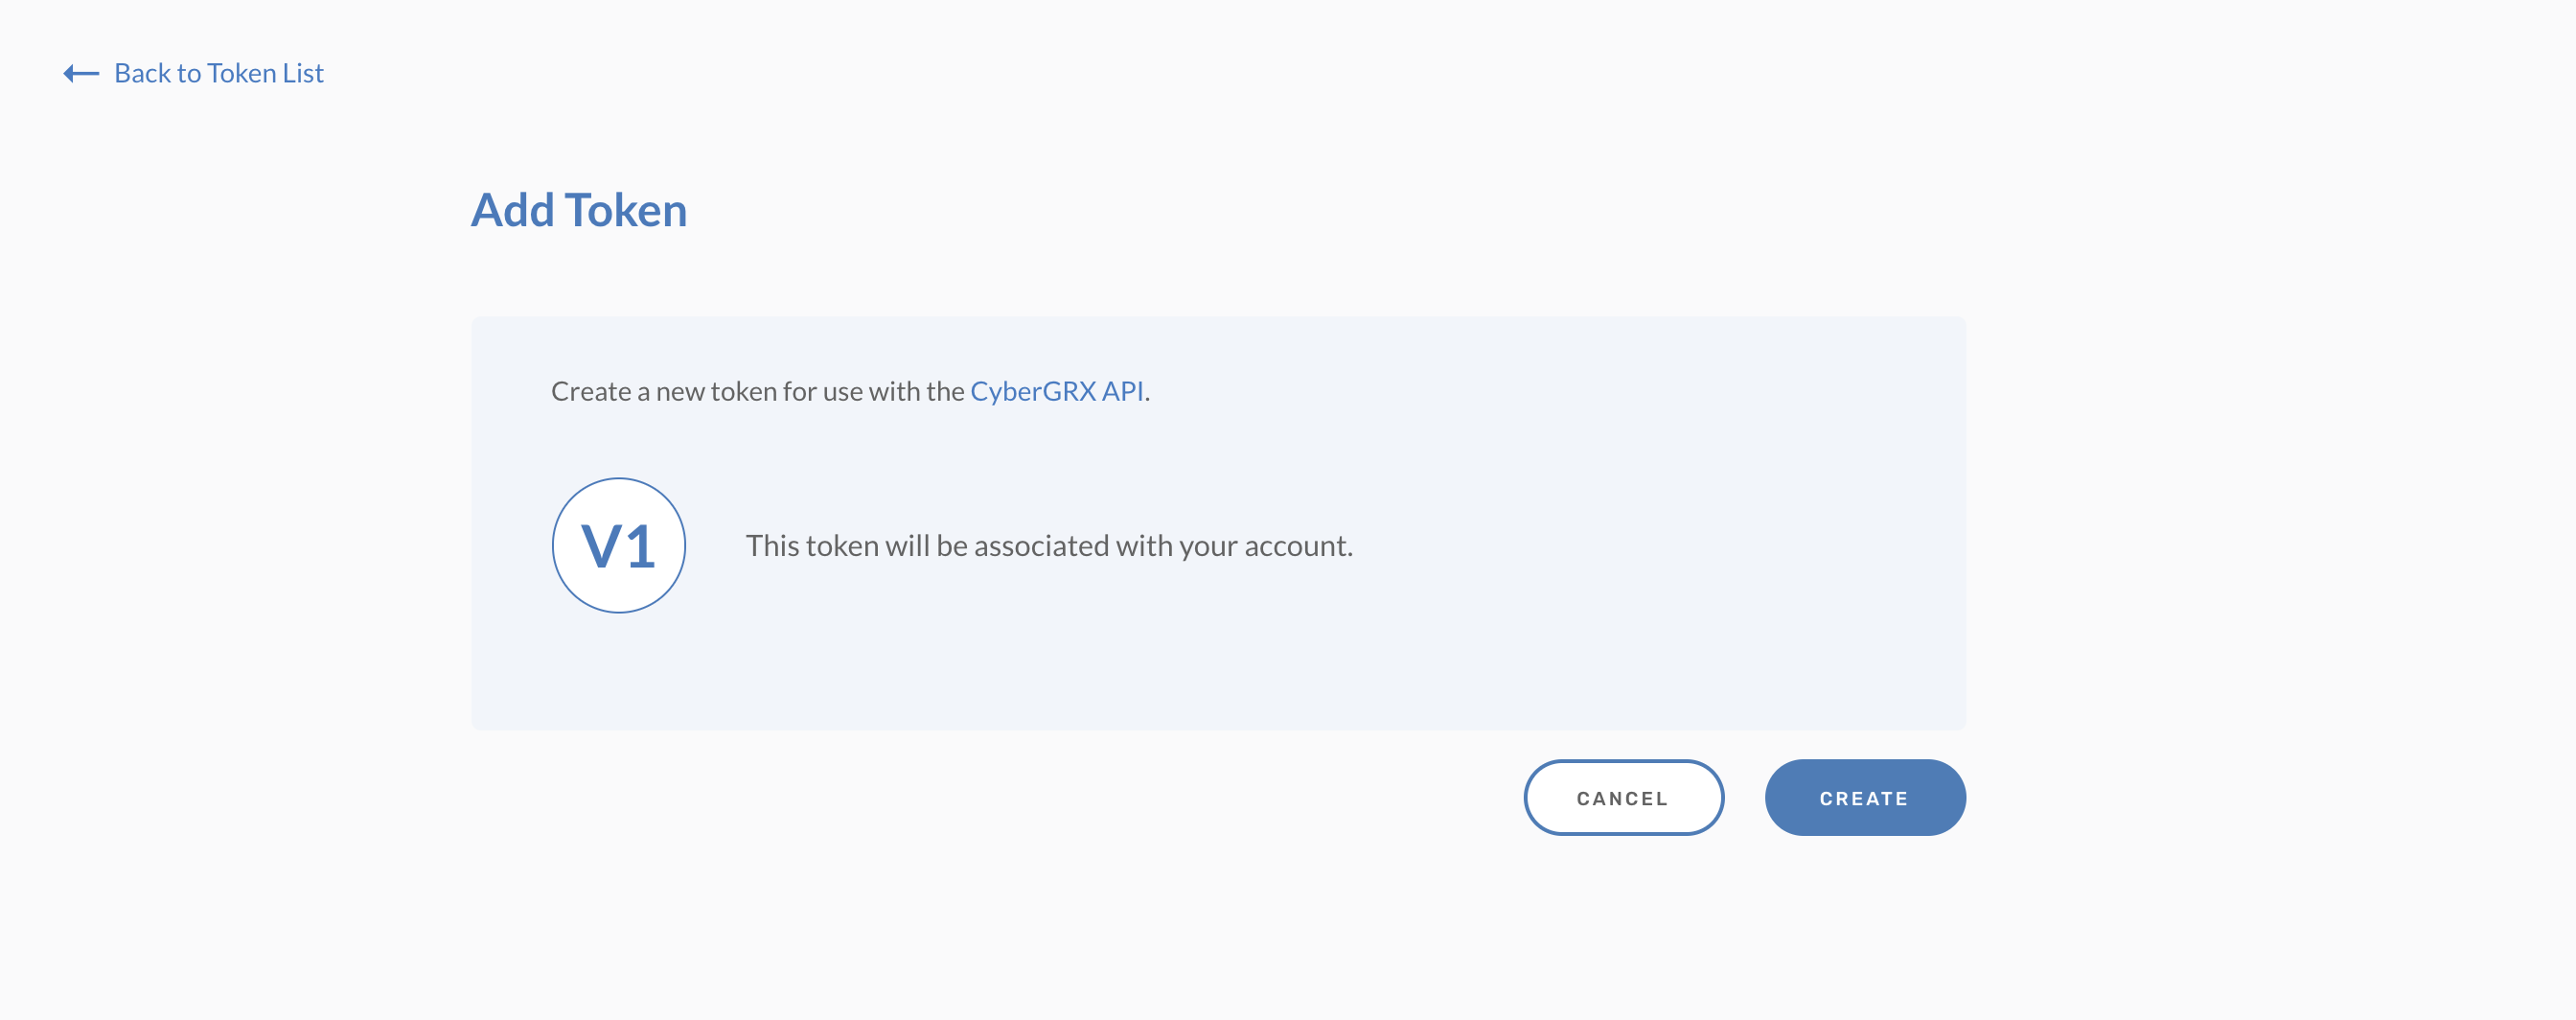 Back to Token List
Add Token
Create a new token for use with the CyberGRX API.
V1
This token will be associated with your account.
CANCEL
CREATE